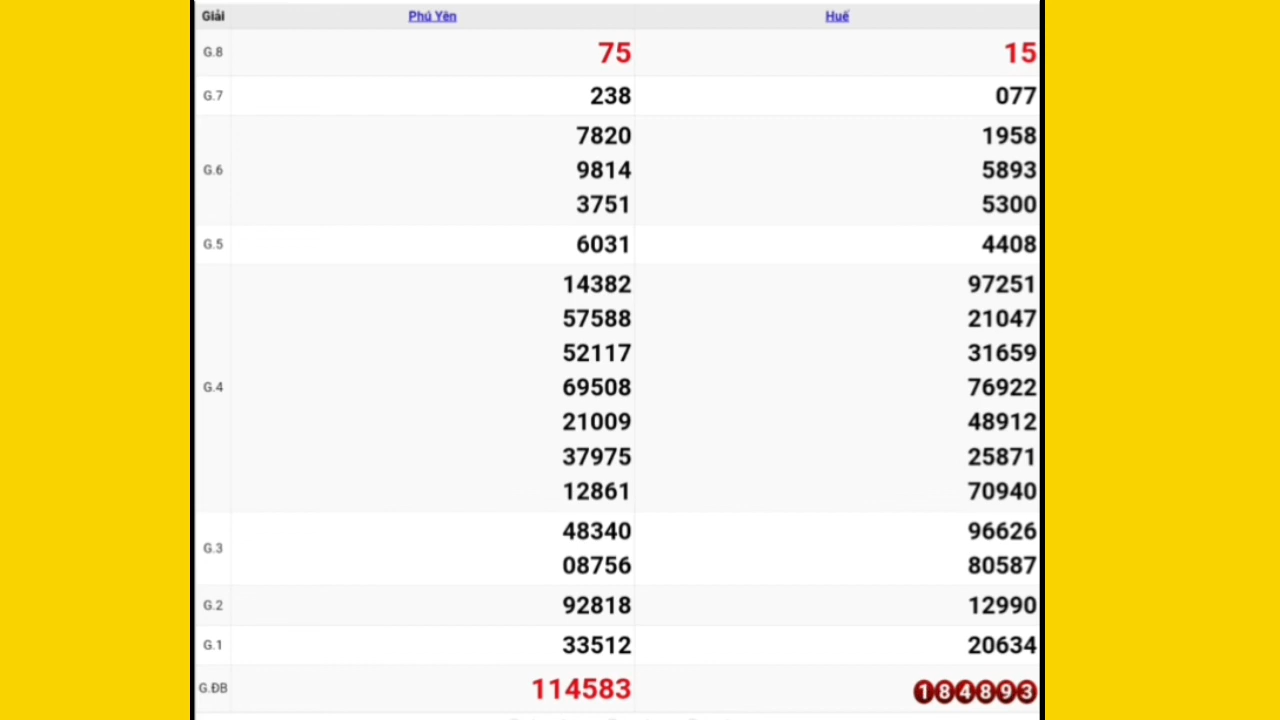 Giải Phú Yên Huế
G.8 75 15
G.7 238 077
7820 1958
G.6 9814 5893
3751 5300
G.5 6031 4408
14382 97251
57588 21047
52117 31659
G.4 69508 76922
21009 48912
37975 25871
12861 70940
48340 96626
G.3
08756 80587
G.2 92818 12990
G.1 33512 20634
G.ĐB 114583 184893